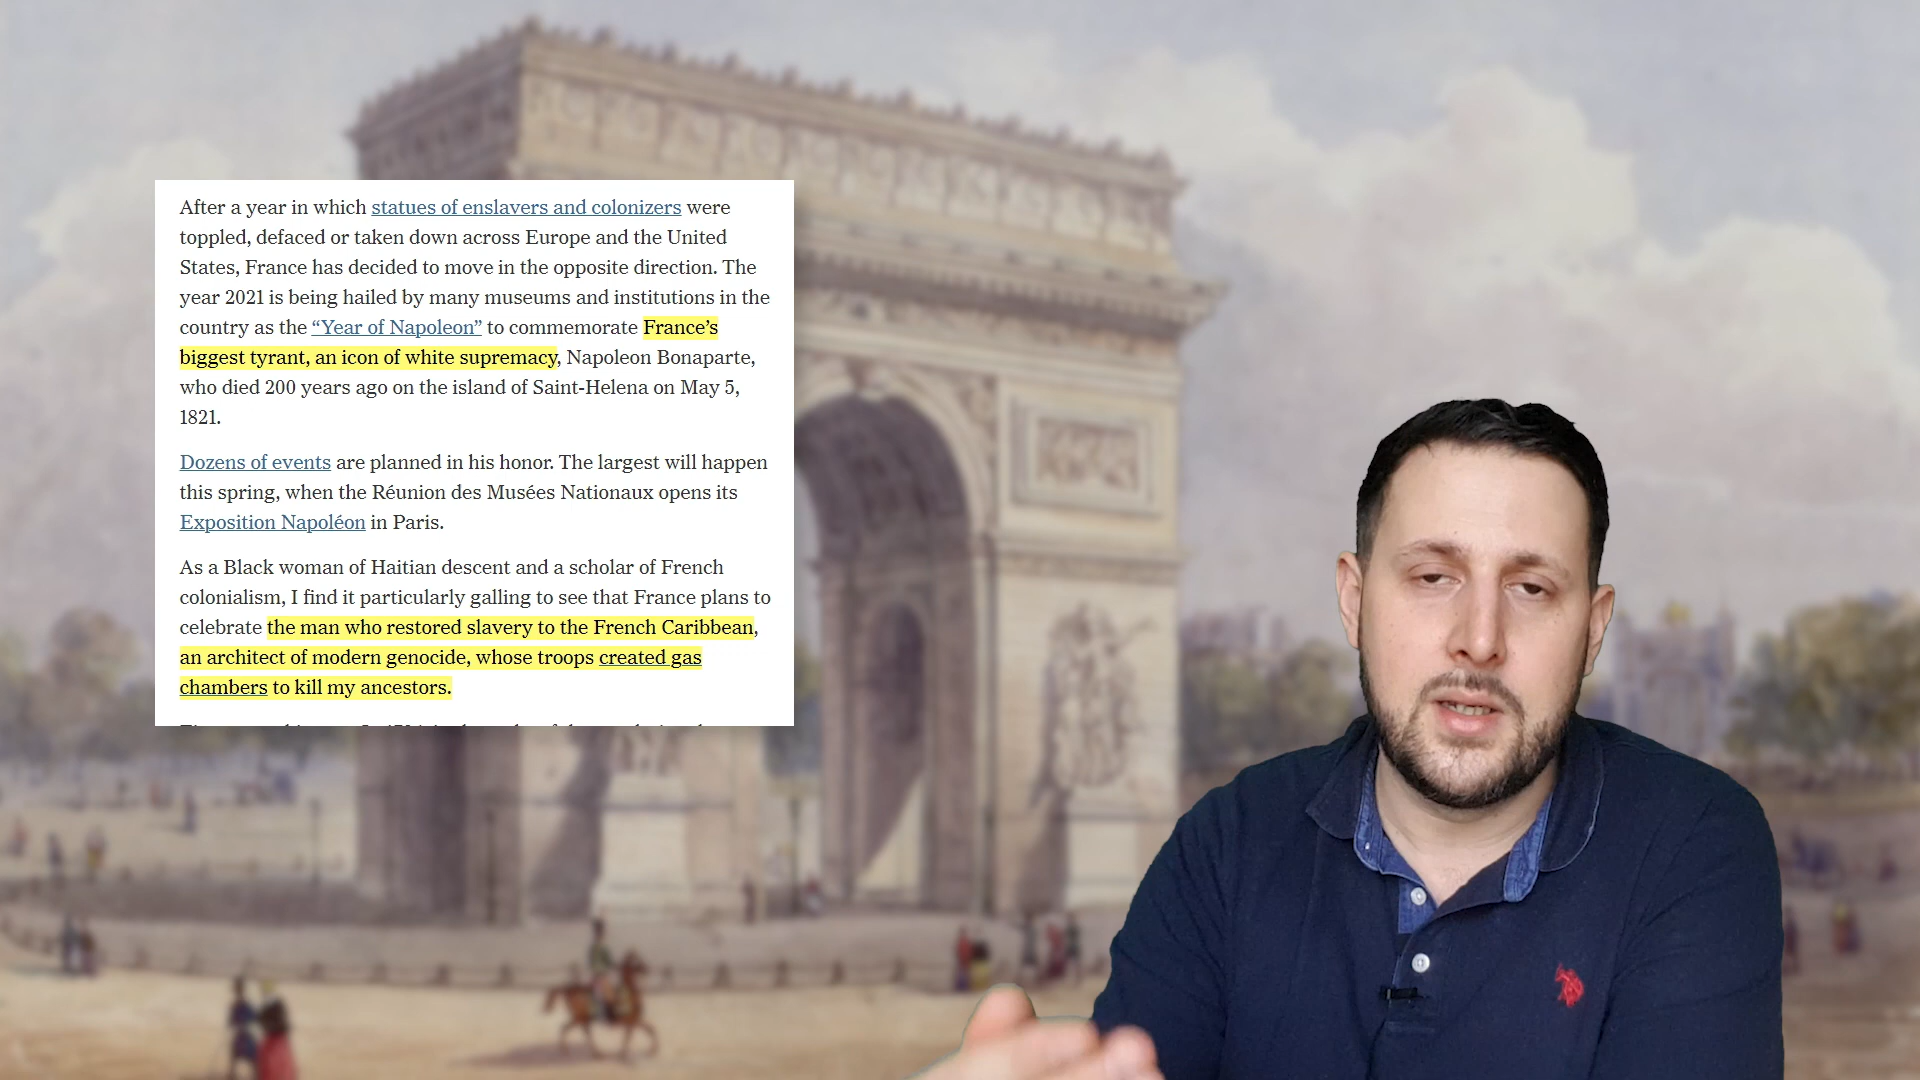 After a year in which statues of enslavers and colonizers were
toppled, defaced or taken down across Europe and the United
States, France has decided to move in the opposite direction. The
year 2021 is being hailed by many museums and institutions in the
country as the “Year of Napoleon” to commemorate France’s
biggest tyrant, an icon of white supremacy, Napoleon Bonaparte,
who died 200 years ago on the island of Saint-Helena on May 5,
1821.
Dozens of events are planned in his honor. The largest will happen
this spring, when the Réunion des Musées Nationaux opens its
Exposition Napoléon in Paris.
As a Black woman of Haitian descent and a scholar of French
colonialism, I find it particularly galling to see that France plans to
celebrate the man who restored slavery to the French Caribbean,
an architect of modern genocide, whose troops created gas
chambers to kill my ancestors.